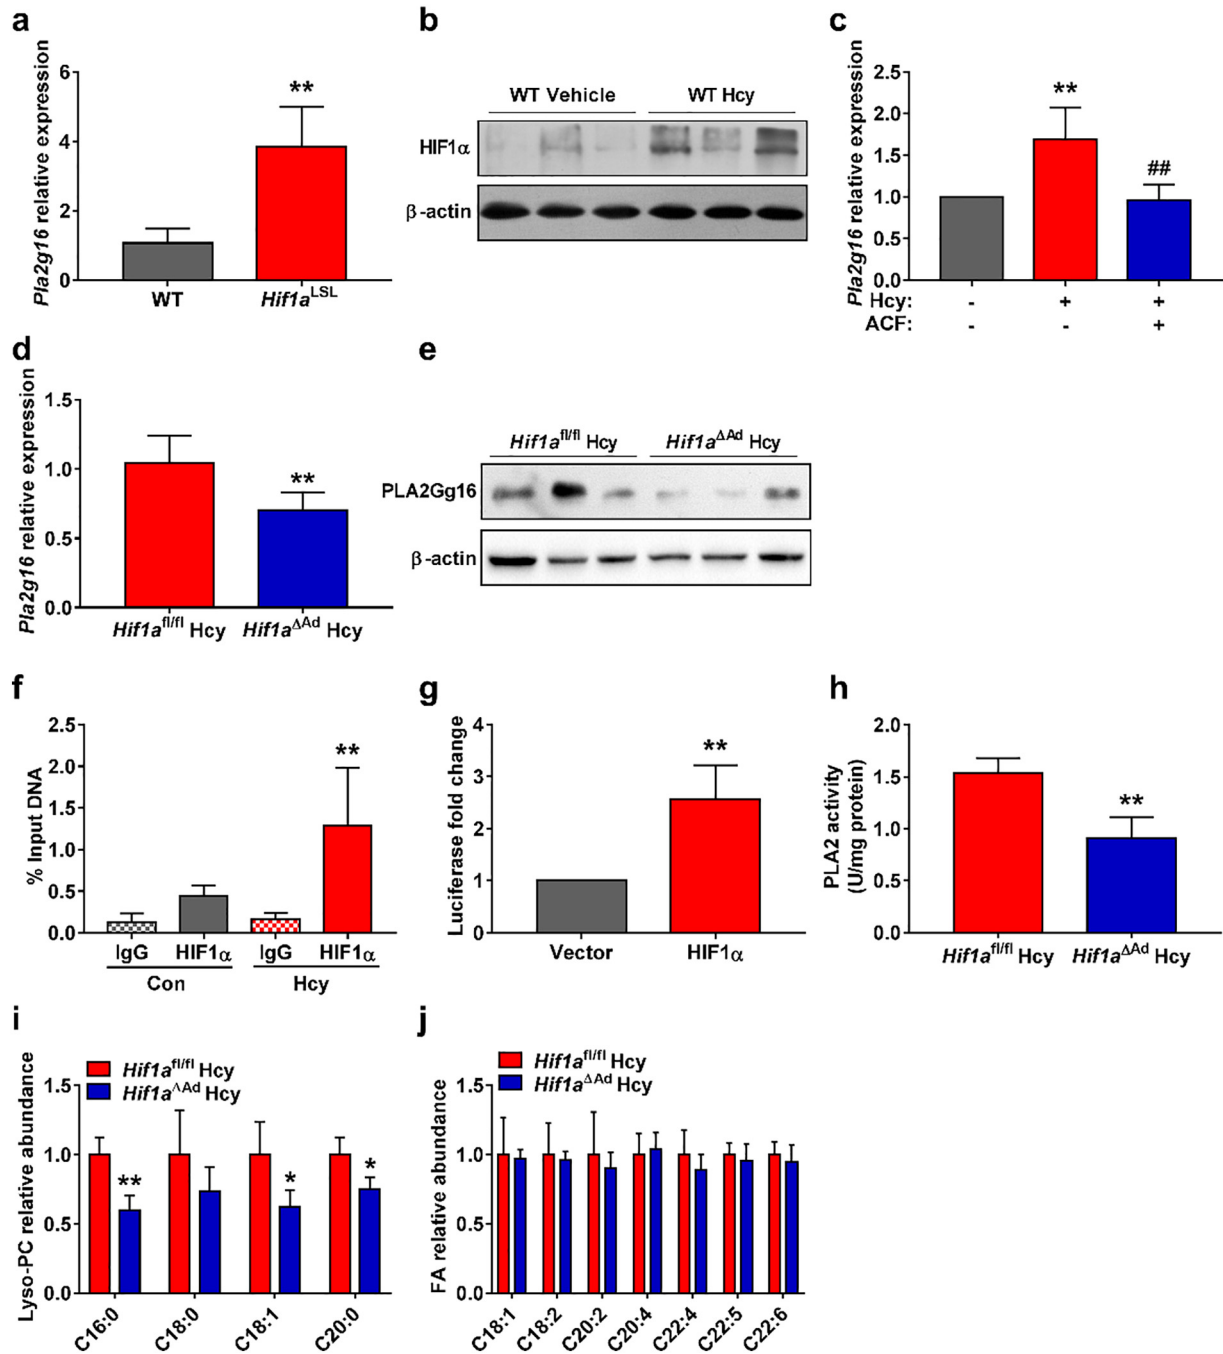 a
Pla2g16 relative expression
6
4
2
0
**
WT
Hif1a^LSL
b
WT Vehicle WT Hcy
HIF1α
β-actin
c
Pla2g16 relative expression
2.5
2.0
1.5
1.0
0.5
0.0
**
##
Hcy: - + +
ACF: - - +
d
Pla2g16 relative expression
1.5
1.0
0.5
0.0
**
Hif1a^fl/fl Hcy Hif1a^ΔAd Hcy
e
Hif1a^fl/fl Hcy Hif1a^ΔAd Hcy
PLA2Gg16
β-actin
f
% Input DNA
2.5
2.0
1.5
1.0
0.5
0.0
**
IgG HIF1α IgG HIF1α
Con Hcy
g
Luciferase fold change
4
3
2
1
0
**
Vector HIF1α
h
PLA2 activity
(U/mg protein)
2.0
1.5
1.0
0.5
0.0
**
Hif1a^fl/fl Hcy Hif1a^ΔAd Hcy
i
Lyso-PC relative abundance
Hif1a^fl/fl Hcy
Hif1a^ΔAd Hcy
1.5
1.0
0.5
0.0
**
*
*
C16:0 C18:0 C18:1 C20:0
j
FA relative abundance
Hif1a^fl/fl Hcy
Hif1a^ΔAd Hcy
1.5
1.0
0.5
0.0
C18:1 C18:2 C20:2 C20:4 C22:4 C22:5 C22:6